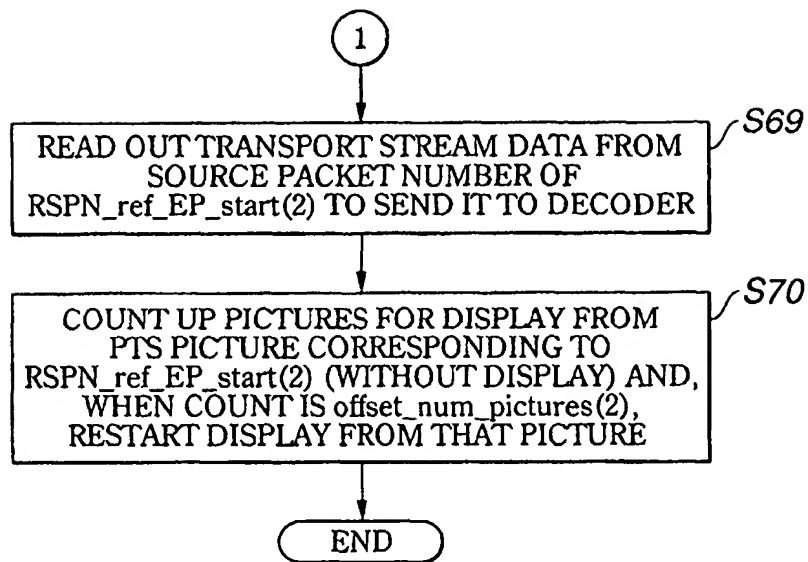 1
S69
READ OUT TRANSPORT STREAM DATA FROM
SOURCE PACKET NUMBER OF
RSPN_ref_EP_start(2) TO SEND IT TO DECODER
S70
COUNT UP PICTURES FOR DISPLAY FROM
PTS PICTURE CORRESPONDING TO
RSPN_ref_EP_start(2) (WITHOUT DISPLAY) AND,
WHEN COUNT IS offset_num_pictures(2),
RESTART DISPLAY FROM THAT PICTURE
END